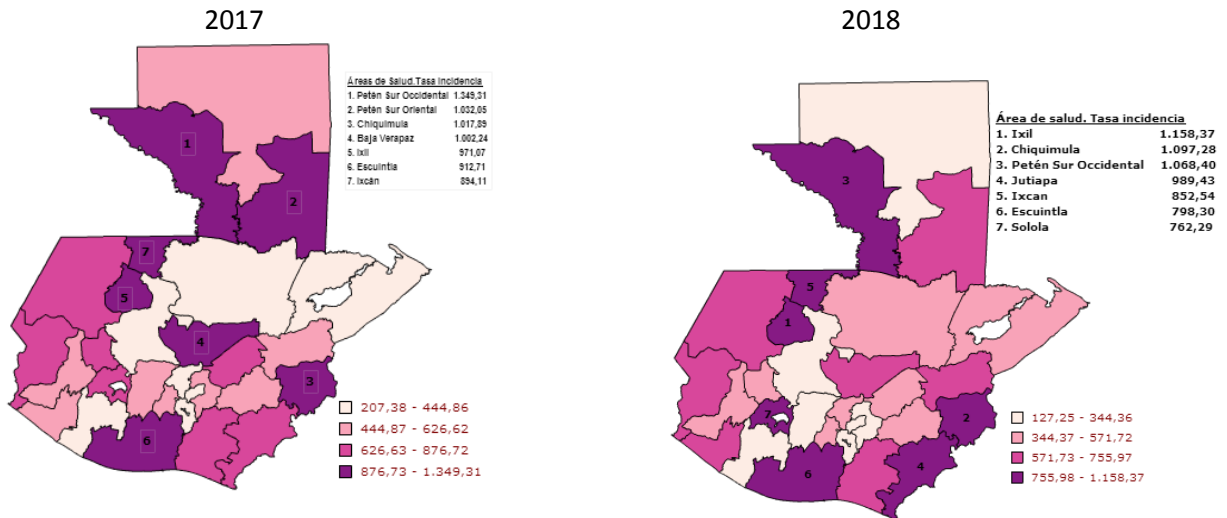 2017
2018
Áreas de Salud.Tasa Incidencia
1. Petén Sur Occidental 1.349,31
2. Petén Sur Oriental 1.032,05
3. Chiquimula 1.017,89
4. Baja Verapaz 1.002,24
5. Ixil 971,07
6. Escuintla 912,71
7. Ixcán 894,11
1
2
7
5
4
3
6
207,38 - 444,86
444,87 - 626,62
626,63 - 876,72
876,73 - 1.349,31
Área de salud. Tasa incidencia
1. Ixil 1.158,37
2. Chiquimula 1.097,28
3. Petén Sur Occidental 1.068,40
4. Jutiapa 989,43
5. Ixcan 852,54
6. Escuintla 798,30
7. Solola 762,29
3
5
1
7
2
4
6
127,25 - 344,36
344,37 - 571,72
571,73 - 755,97
755,98 - 1.158,37